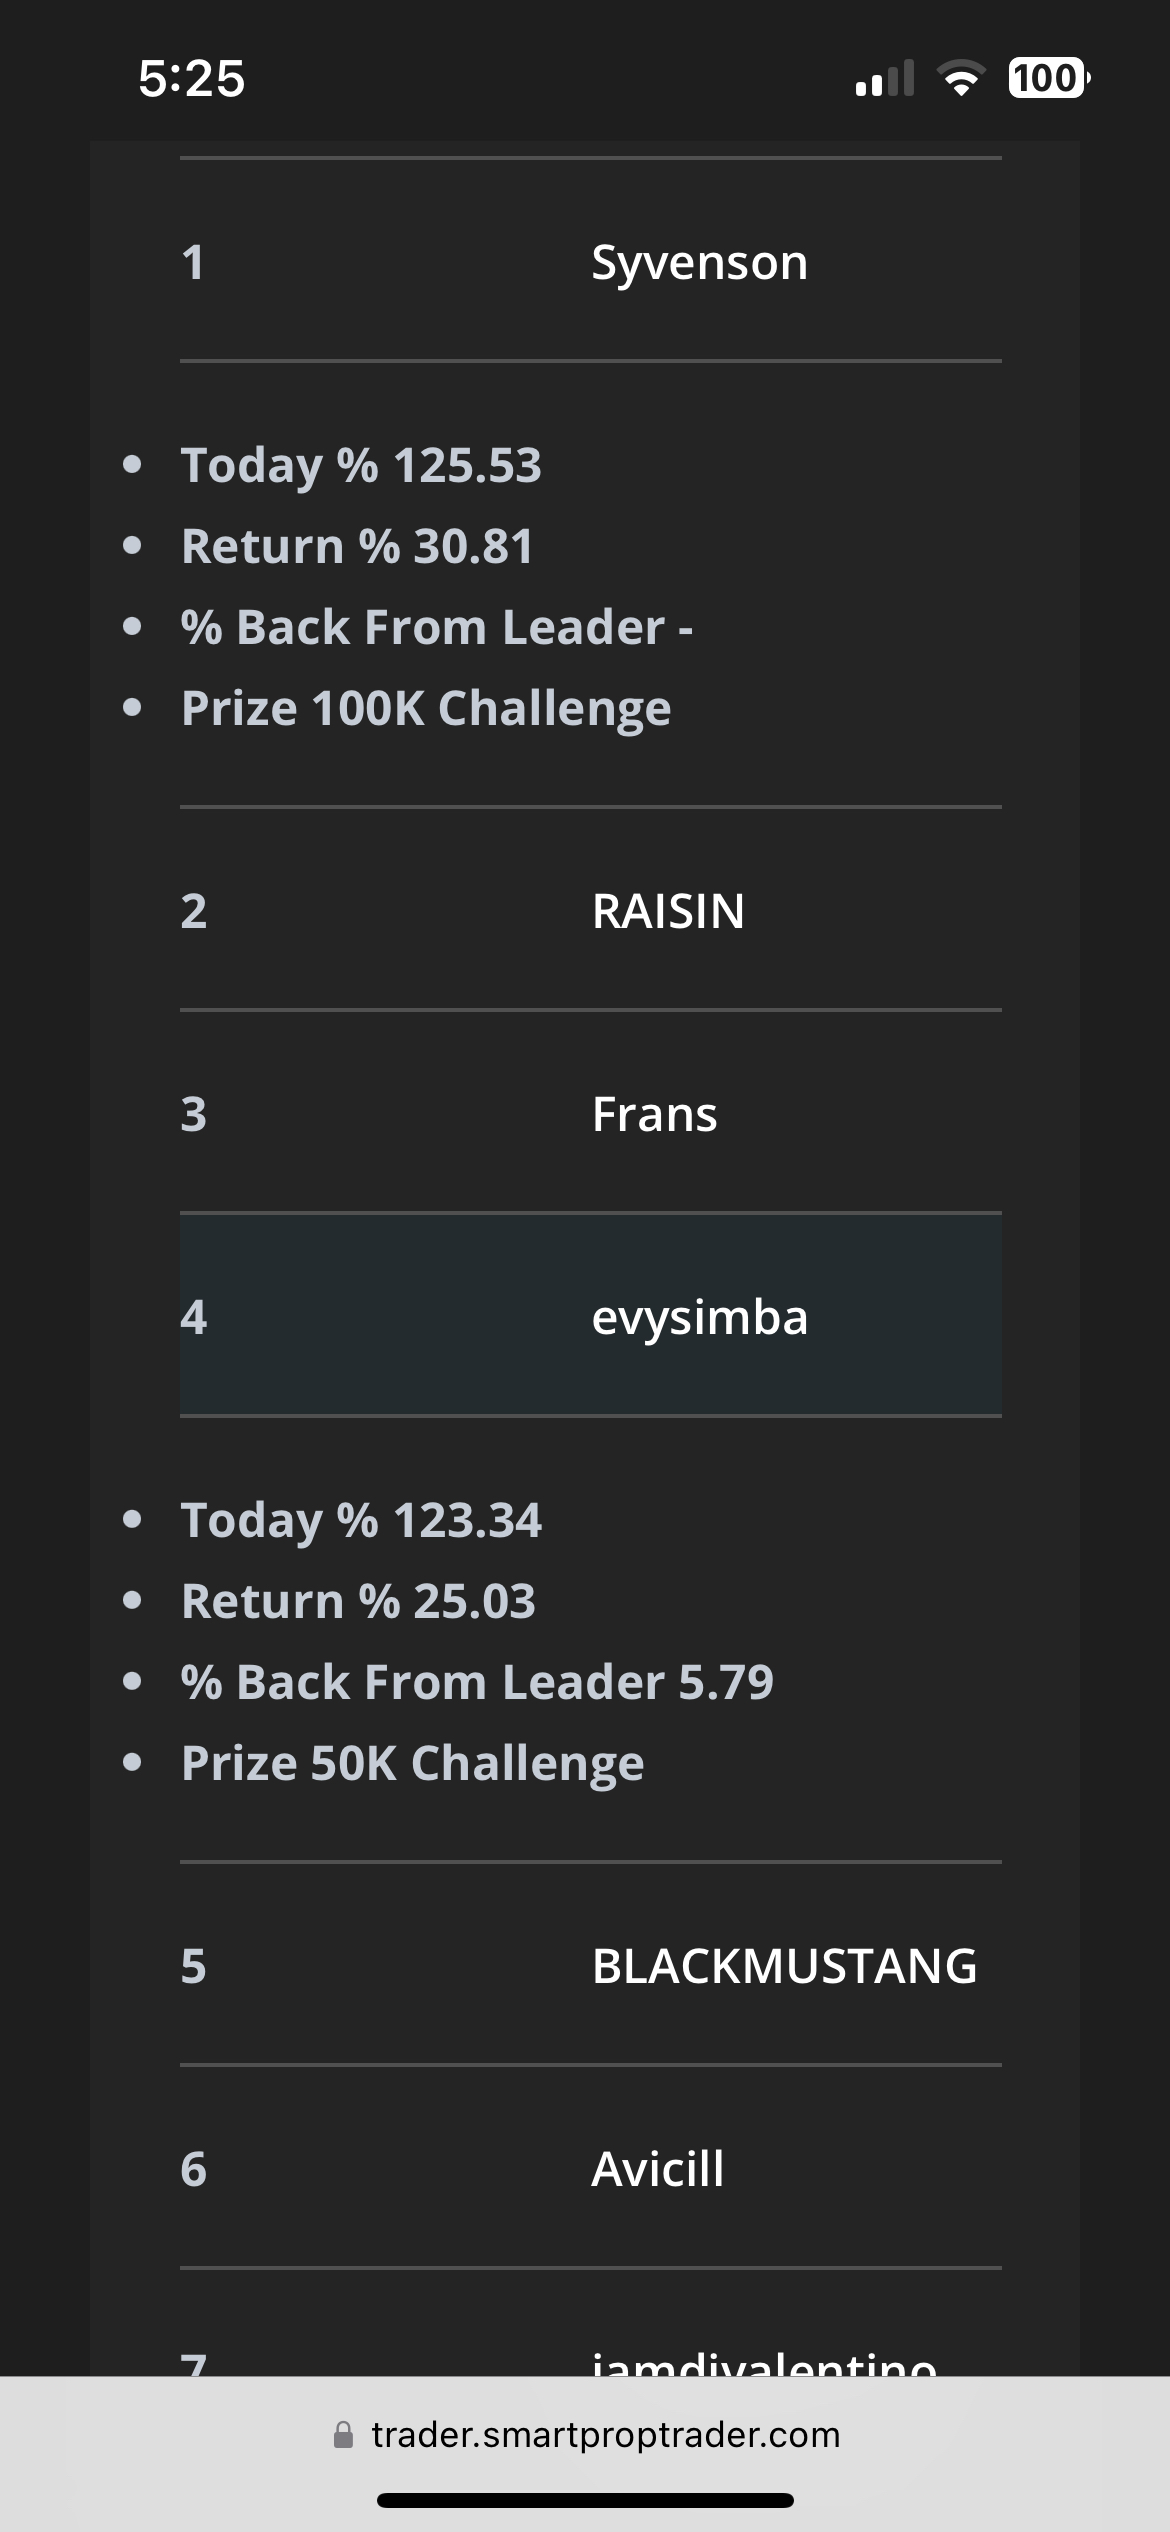 5:25
100
1 Syvenson
Today % 125.53
Return % 30.81
% Back From Leader -
Prize 100K Challenge
2 RAISIN
3 Frans
4 evysimba
Today % 123.34
Return % 25.03
% Back From Leader 5.79
Prize 50K Challenge
5 BLACKMUSTANG
6 Avicill
7
trader.smartproptrader.com